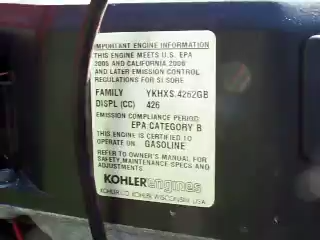 IMPORTANT ENGINE INFORMATION
THIS ENGINE MEETS U.S. EPA
2005 AND CALIFORNIA 2006
AND LATER EMISSION CONTROL
REGULATIONS FOR SI SORE
FAMILY YKHXS.4262GB
DISPL (CC) 426
EMISSION COMPLIANCE PERIOD:
EPA CATEGORY B
THIS ENGINE IS CERTIFIED TO
OPERATE ON GASOLINE
REFER TO OWNER'S MANUAL FOR
SAFETY, MAINTENANCE SPECS AND
ADJUSTMENTS
KOHLER engines
KOHLER CO. KOHLER, WISCONSIN USA